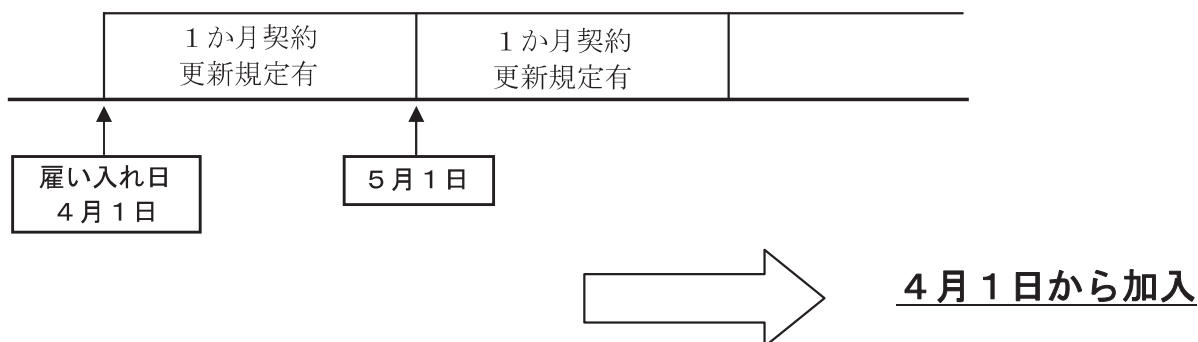 １か月契約
更新規定有
１か月契約
更新規定有
雇い入れ日
４月１日
５月１日
４月１日から加入